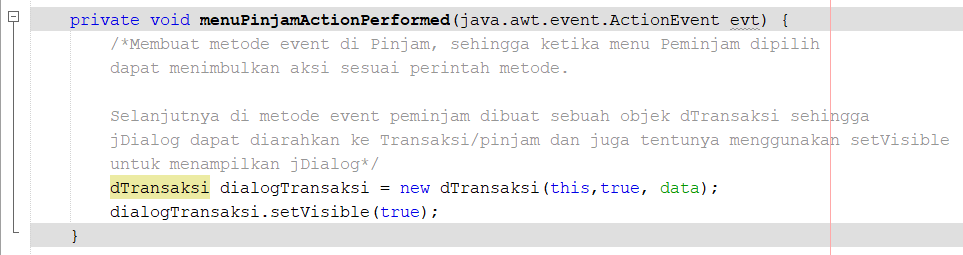 private void menuPinjamActionPerformed(java.awt.event.ActionEvent evt) {
/*Membuat metode event di Pinjam, sehingga ketika menu Peminjam dipilih
dapat menimbulkan aksi sesuai perintah metode.
Selanjutnya di metode event peminjam dibuat sebuah objek dTransaksi sehingga
jDialog dapat diarahkan ke Transaksi/pinjam dan juga tentunya menggunakan setVisible
untuk menampilkan jDialog*/
dTransaksi dialogTransaksi = new dTransaksi(this,true, data);
dialogTransaksi.setVisible(true);
}